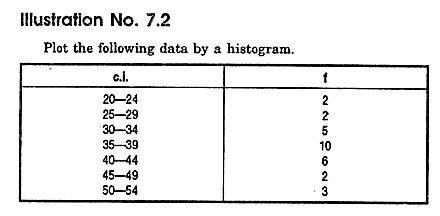 Illustration No. 7.2
Plot the following data by a histogram.
c.i. f
20—24 2
25—29 2
30—34 5
35—39 10
40—44 6
45—49 2
50—54 3